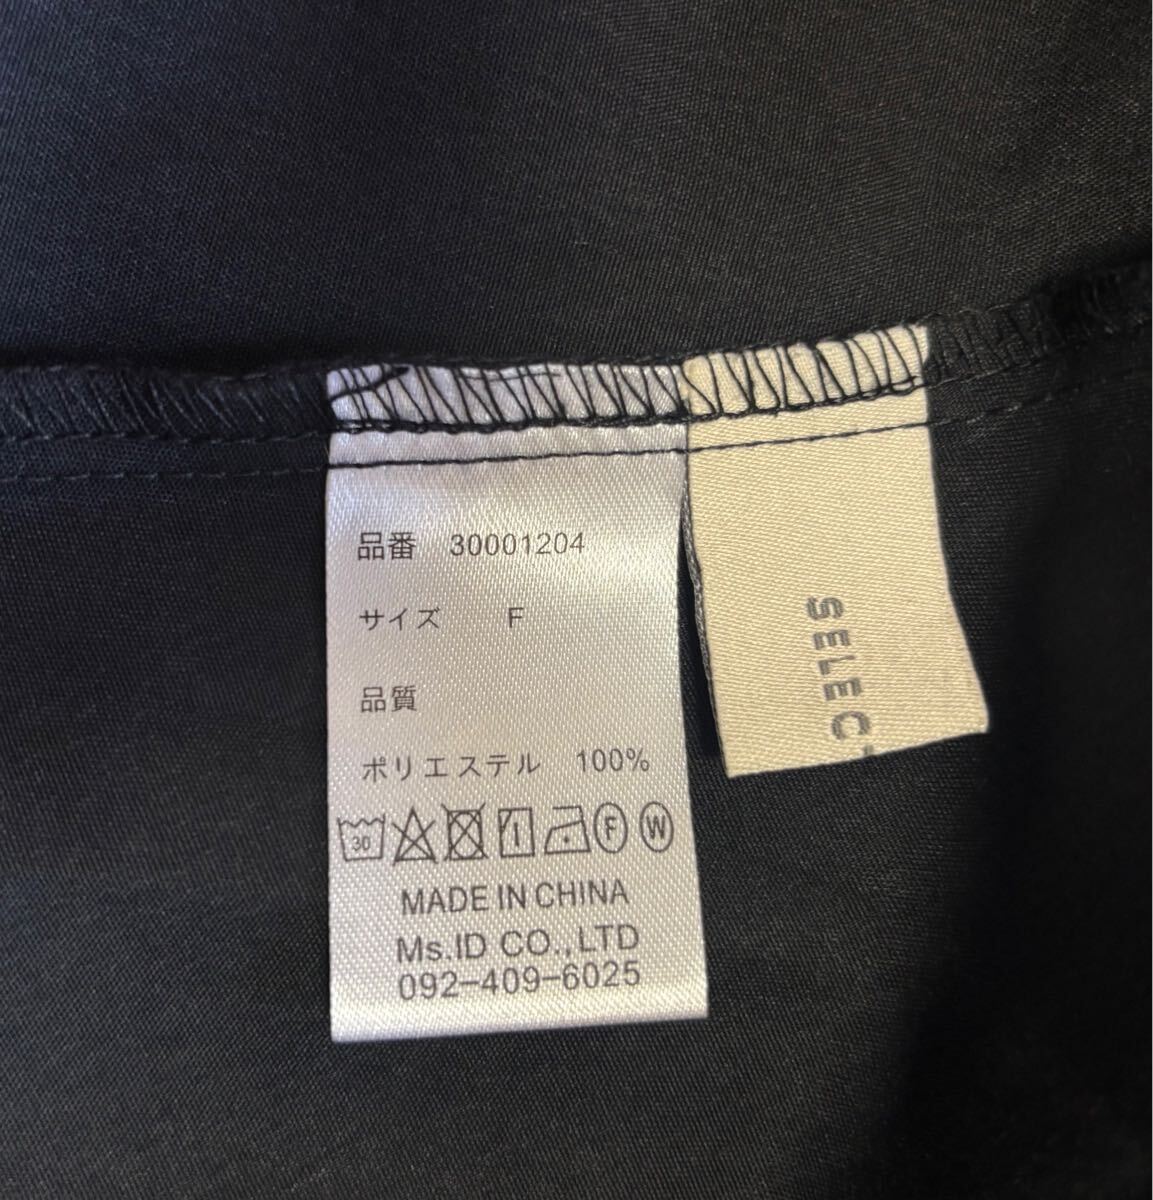 品番 30001204
サイズ F
品質
ポリエステル 100%
30
F W
MADE IN CHINA
Ms.ID CO.,LTD
092-409-6025
SELEC